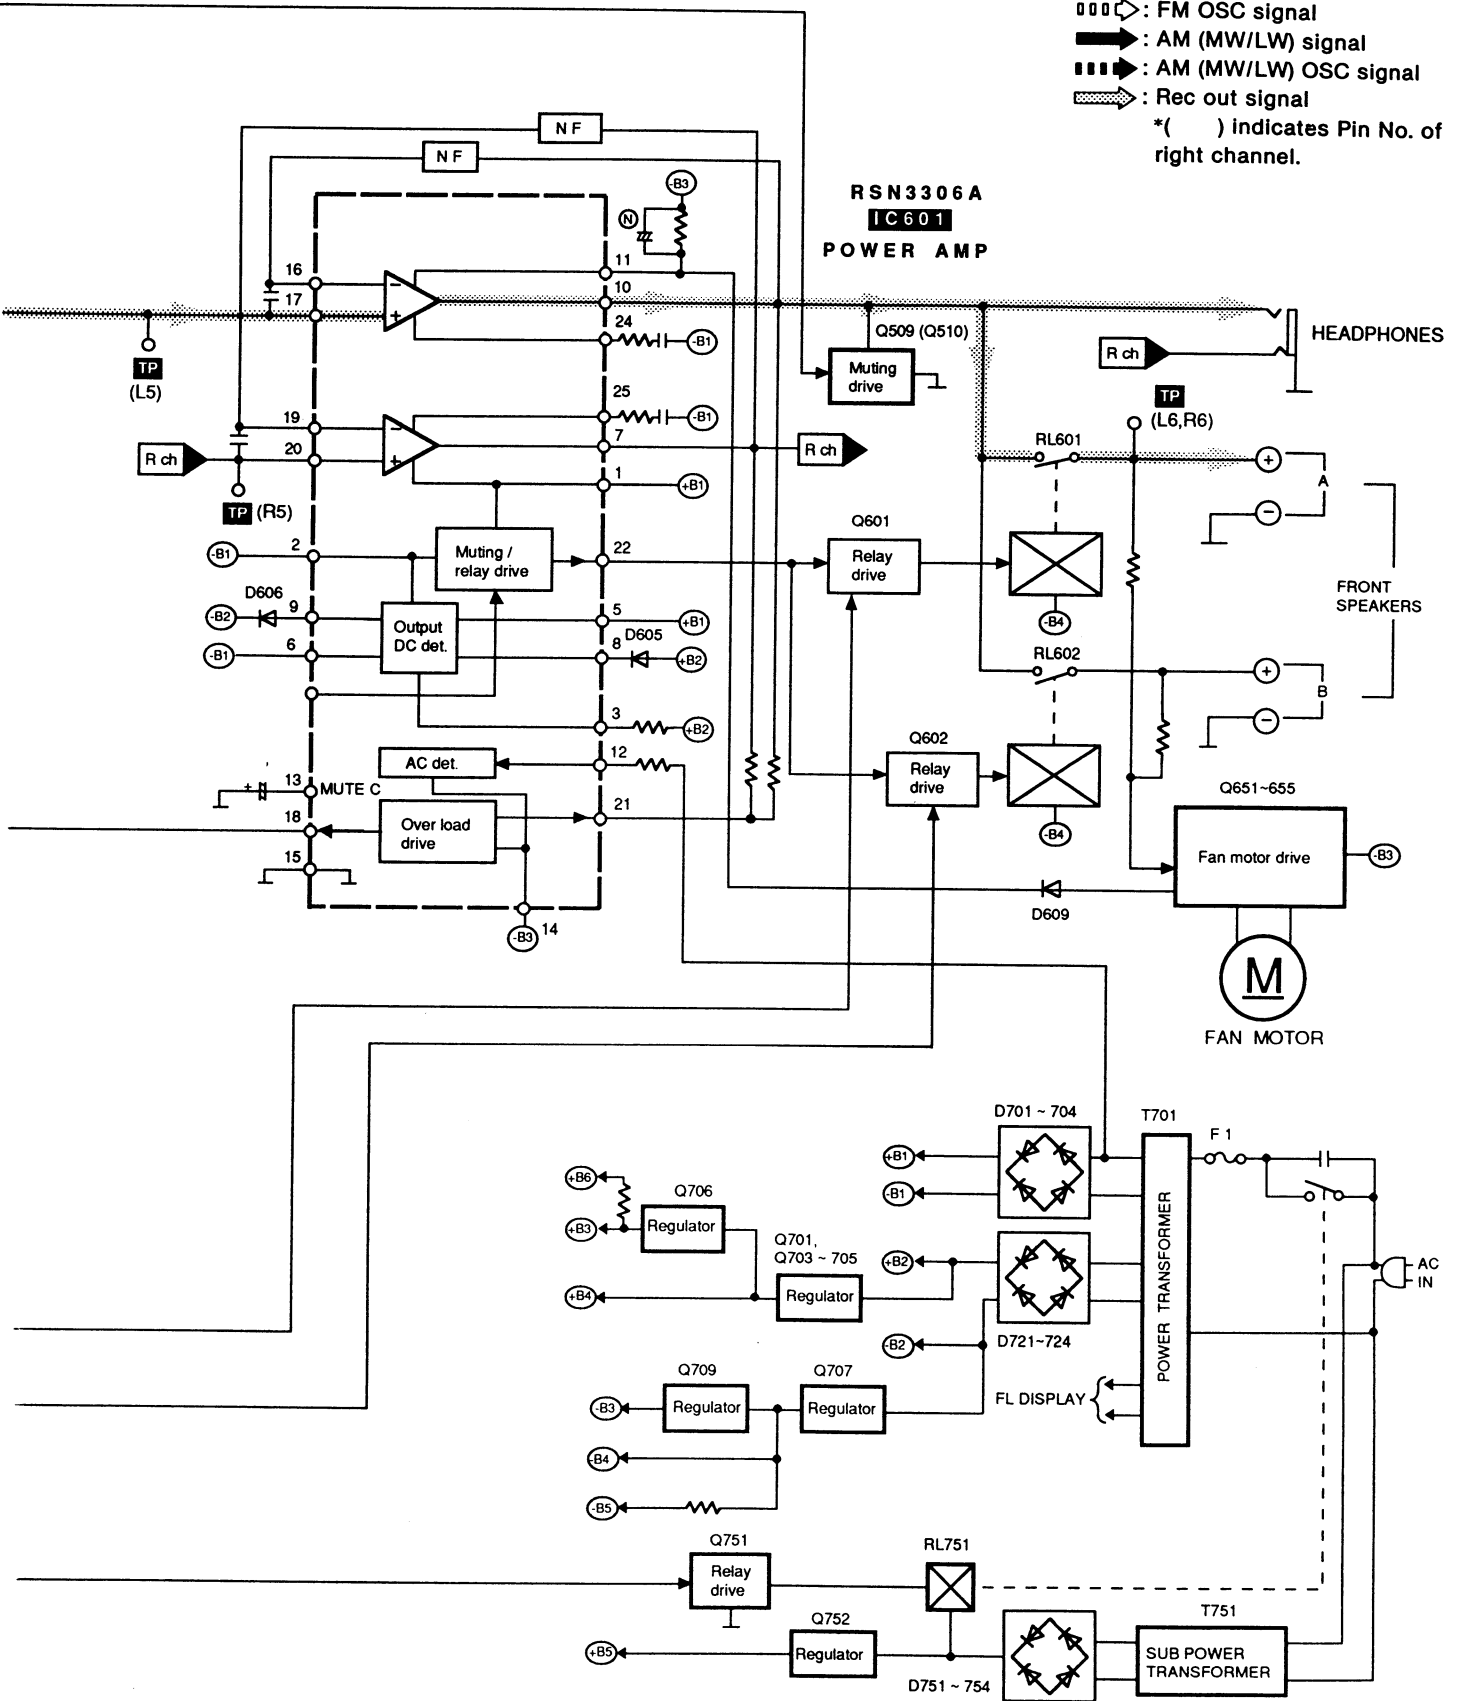 : FM OSC signal
: AM (MW/LW) signal
: AM (MW/LW) OSC signal
: Rec out signal
*( ) indicates Pin No. of
right channel.
N F
N F
-B3
N
RSN3306A
IC601
POWER AMP
16
11
17
10
24
-B1
Q509 (Q510)
HEADPHONES
R ch
Muting
drive
TP
(L5)
TP
(L6,R6)
25
-B1
19
7
R ch
20
R ch
RL601
+
A
1
+B1
TP
(R5)
−
2
-B1
Muting /
relay drive
22
Q601
Relay
drive
FRONT
SPEAKERS
D606
9
-B2
Output
DC det.
5
+B1
-B4
6
-B1
8
D605
+B2
RL602
+
B
3
+B2
−
Q602
12
AC det.
Relay
drive
13
+
MUTE C
Q651~655
21
18
Over load
drive
-B4
15
Fan motor drive
-B3
D609
-B3
14
M
FAN MOTOR
D701 ~ 704
T701
F 1
+B1
+B6
Q706
-B1
+B3
Regulator
Q701,
Q703 ~ 705
+B2
POWER TRANSFORMER
AC
IN
+B4
Regulator
-B2
D721~724
Q709
Q707
FL DISPLAY
-B3
Regulator
Regulator
-B4
-B5
Q751
RL751
Relay
drive
T751
Q752
+B5
Regulator
SUB POWER
TRANSFORMER
D751 ~ 754